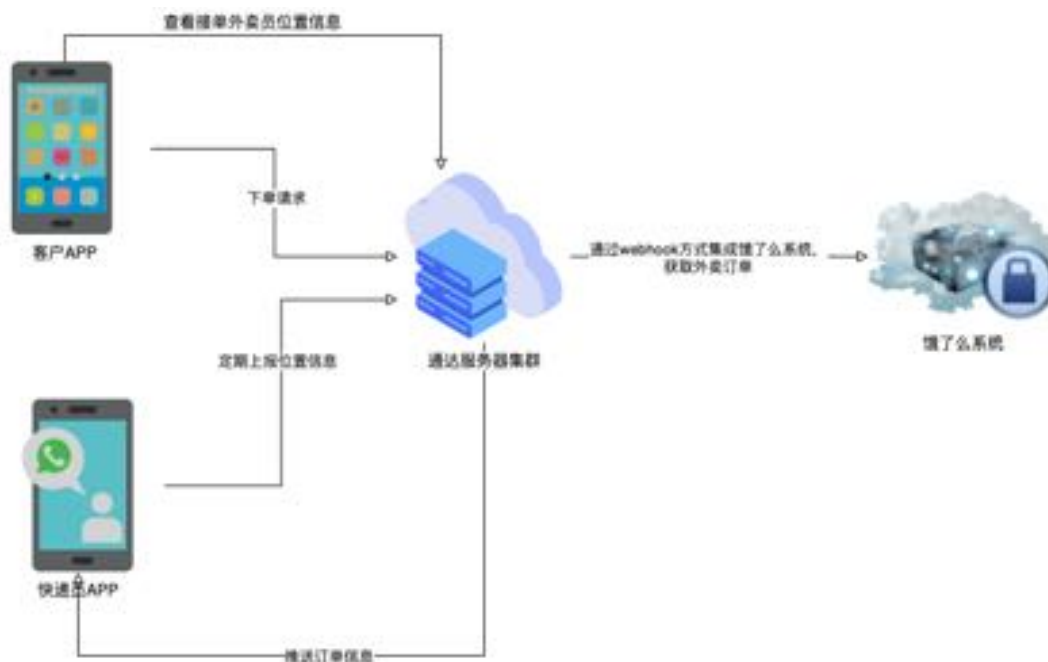 查看接单外卖员位置信息
下单请求
客户APP
通过webhook方式集成饿了么系统,
获取外卖订单
饿了么系统
定期上报位置信息
通达服务器集群
快递员APP
推送订单信息